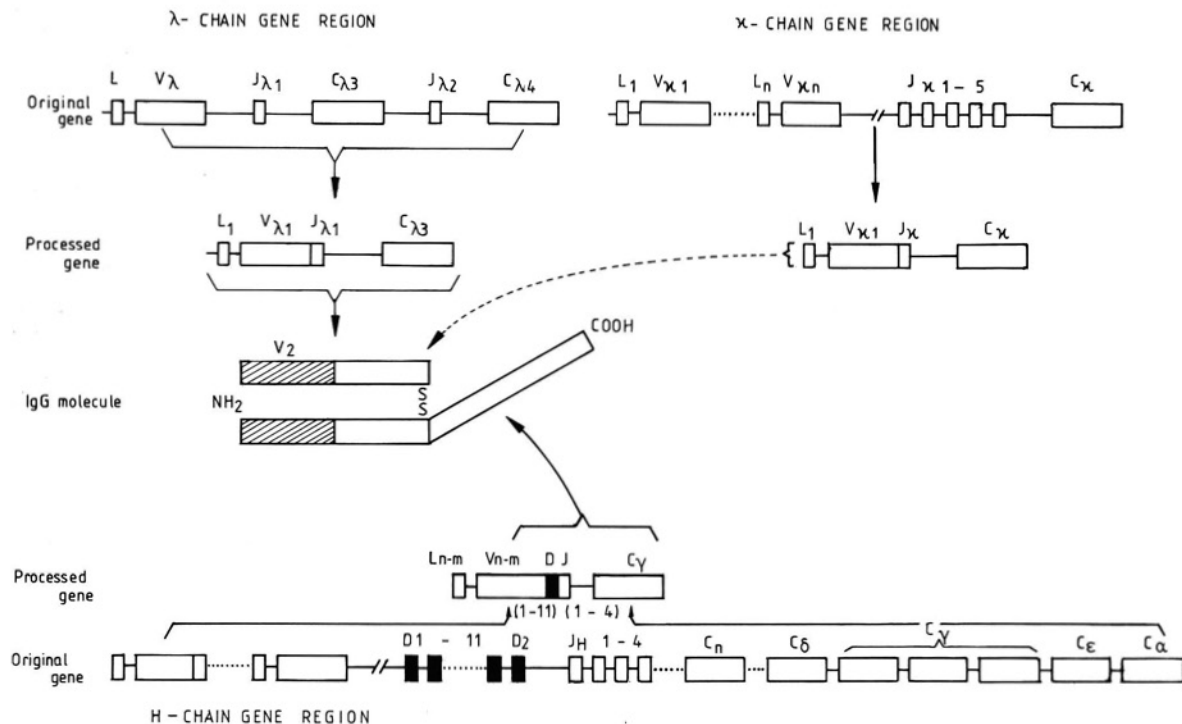 λ- CHAIN GENE REGION
ϰ- CHAIN GENE REGION
L Vλ Jλ1 Cλ3 Jλ2 Cλ4
L1 Vϰ1 Ln Vϰn Jϰ 1 - 5 Cϰ
Original
gene
L1 Vλ1 Jλ1 Cλ3
L1 Vϰ1 Jϰ Cϰ
Processed
gene
COOH
V2
IgG molecule
NH2
S
S
Ln-m Vn-m D J Cγ
Processed
gene
(1-11) (1 - 4)
D1 - 11 D2 JH 1 - 4 Cn Cδ Cγ Cε Cα
Original
gene
H - CHAIN GENE REGION